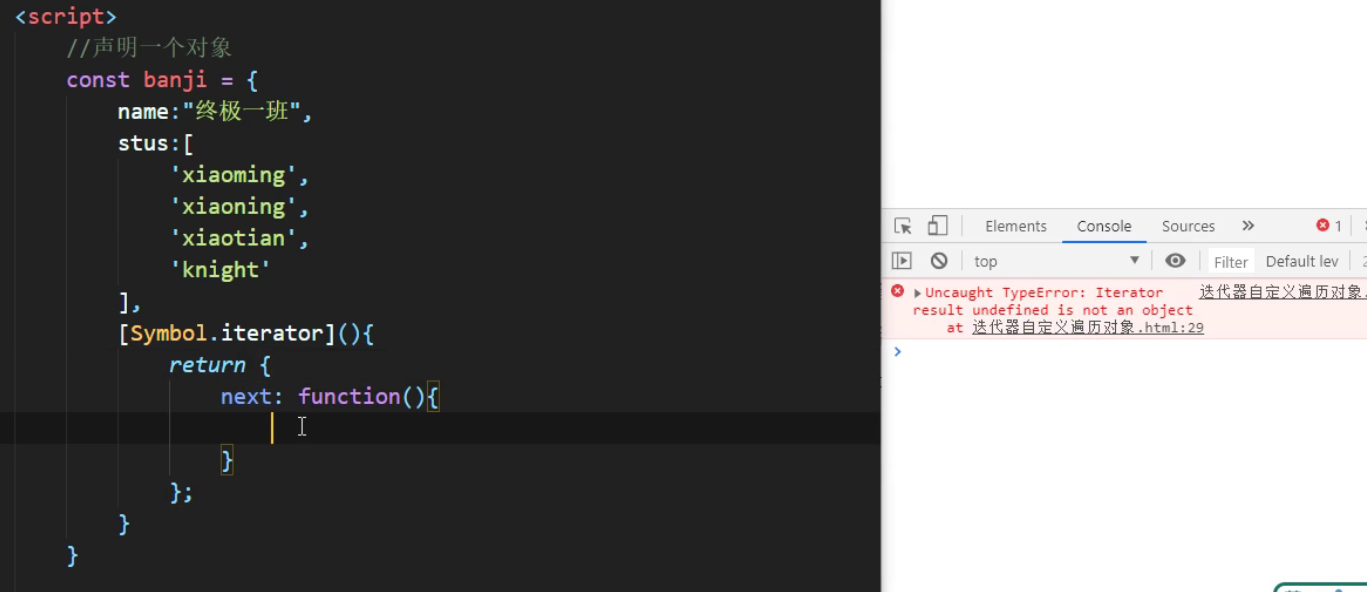 <script>
//声明一个对象
const banji = {
name:"终极一班",
stus:[
'xiaoming',
'xiaoning',
'xiaotian',
'knight'
],
[Symbol.iterator](){
return {
next: function(){
}
};
}
}
Elements Console Sources » 1
top Filter Default lev
Uncaught TypeError: Iterator 迭代器自定义遍历对象.
result undefined is not an object
at 迭代器自定义遍历对象.html:29